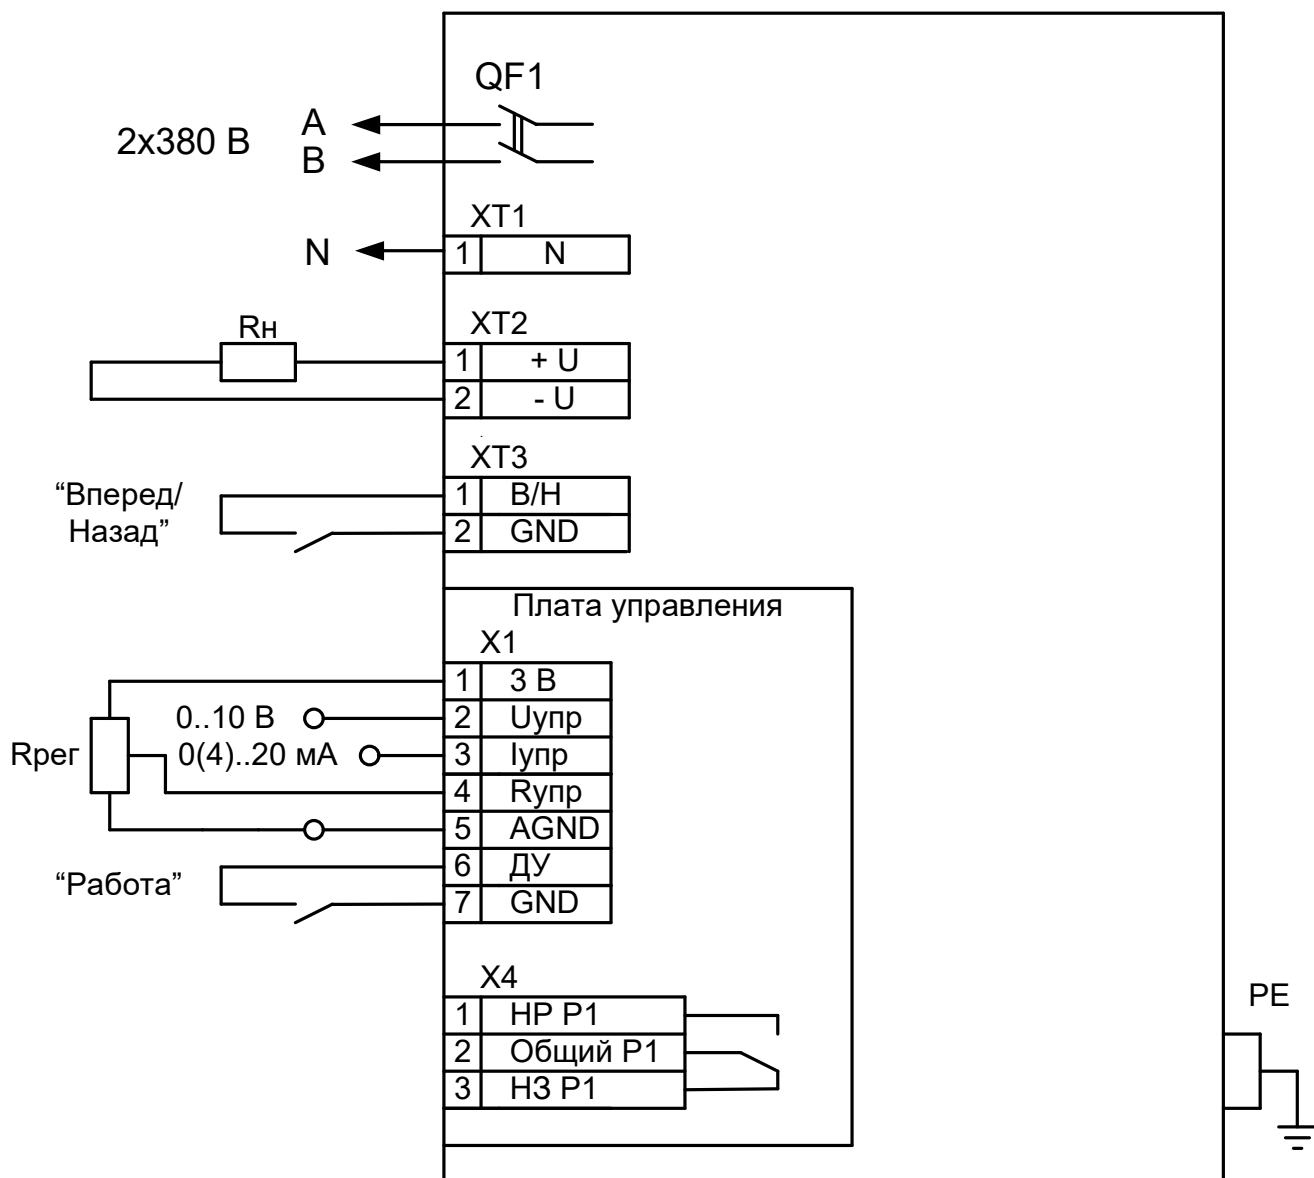 QF1
2x380 В
A
B
XT1
N
1 N
Rн
XT2
1 + U
2 - U
XT3
“Вперед/
Назад”
1 В/Н
2 GND
Плата управления
X1
1 3 В
0..10 В
2 Uупр
Rрег
0(4)..20 мА
3 Iупр
4 Rупр
5 AGND
“Работа”
6 ДУ
7 GND
X4
1 НР Р1
2 Общий Р1
3 НЗ Р1
PE